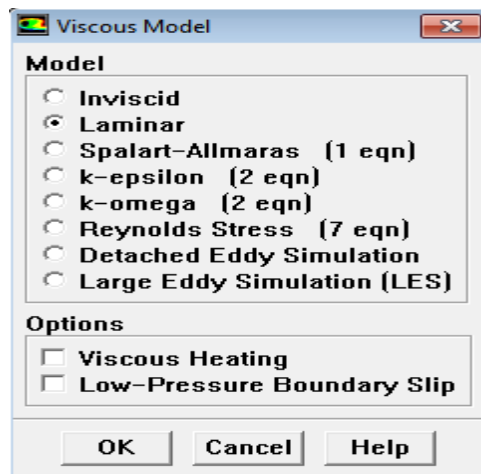 Viscous Model
Model
Inviscid
Laminar
Spalart-Allmaras (1 eqn)
k-epsilon (2 eqn)
k-omega (2 eqn)
Reynolds Stress (7 eqn)
Detached Eddy Simulation
Large Eddy Simulation (LES)
Options
Viscous Heating
Low-Pressure Boundary Slip
OK Cancel Help